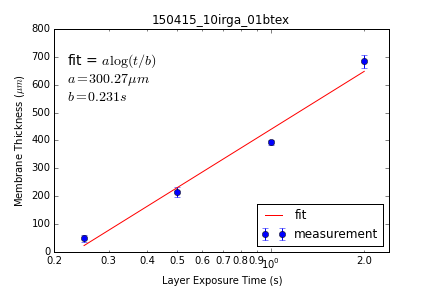 150415_10irga_01btex
fit = a log(t/b)
a = 300.27μm
b = 0.231s
Membrane Thickness (μm)
800
700
600
500
400
300
200
100
0
fit
measurement
0.2 0.3 0.4 0.5 0.6 0.7 0.8 0.9 10⁰ 2.0
Layer Exposure Time (s)